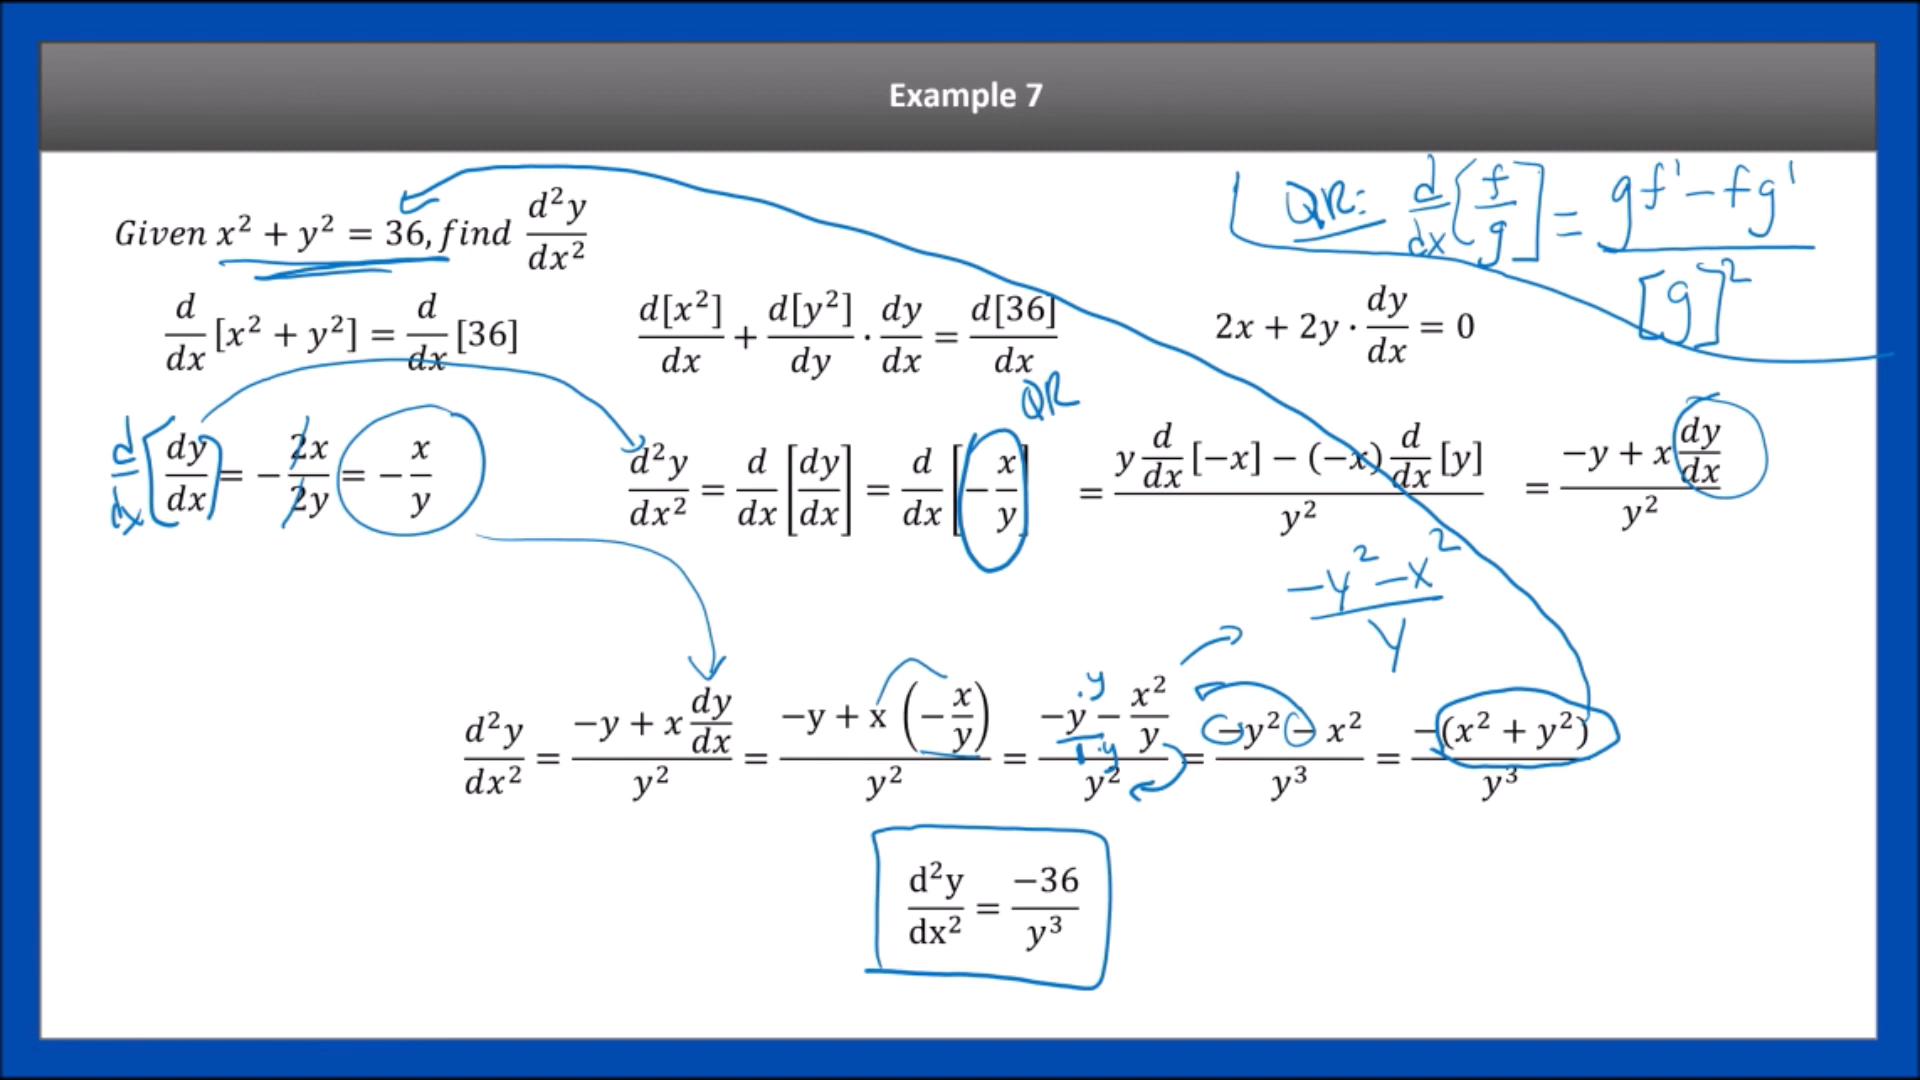 Example 7
Given x² + y² = 36, find d²y/dx²
QR: d/dx [f/g] = (gf' − fg')/[g]²
d/dx [x² + y²] = d/dx [36]
d[x²]/dx + d[y²]/dy · dy/dx = d[36]/dx
2x + 2y · dy/dx = 0
QR
d/dx [dy/dx] = − 2x/2y = − x/y
d²y/dx² = d/dx [dy/dx] = d/dx [− x/y] = (y d/dx [−x] − (−x) d/dx [y])/y² = (−y + x dy/dx)/y²
(−y² − x²)/y
d²y/dx² = (−y + x dy/dx)/y² = (−y + x (− x/y))/y² = (−y − x²/y)/y² = (−y² − x²)/y³ = −(x² + y²)/y³
·y
1·y
d²y/dx² = −36/y³